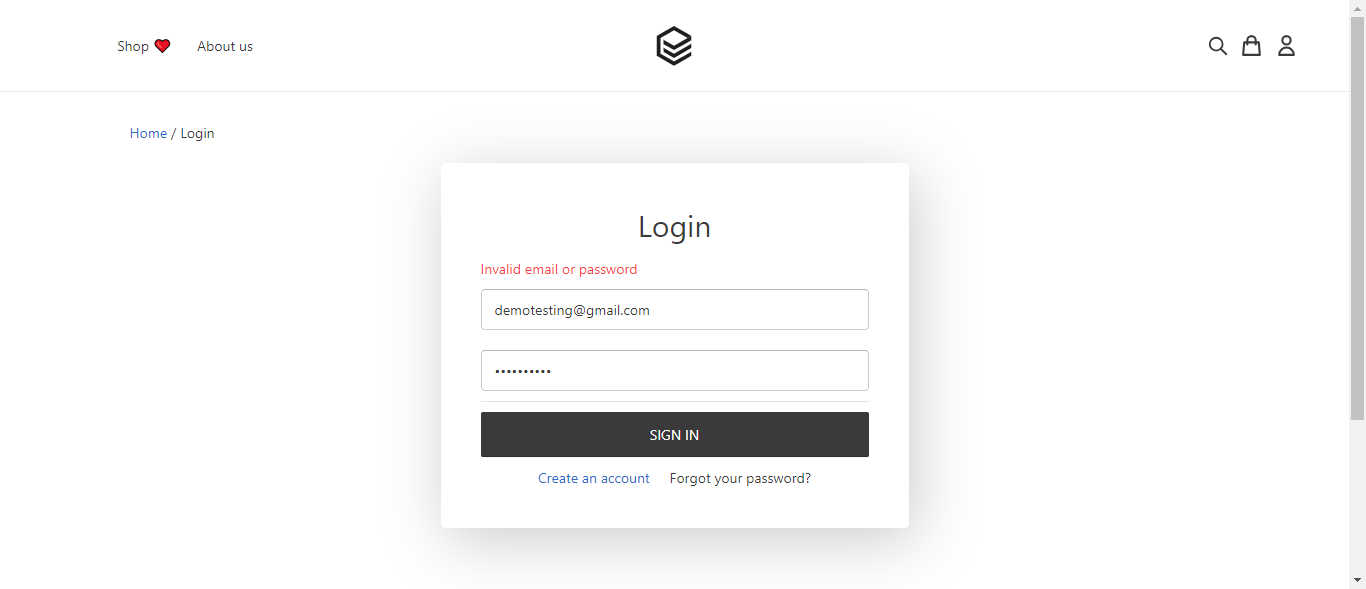 Shop ❤ About us
Home / Login
Login
Invalid email or password
demotesting@gmail.com
••••••••••
SIGN IN
Create an account Forgot your password?